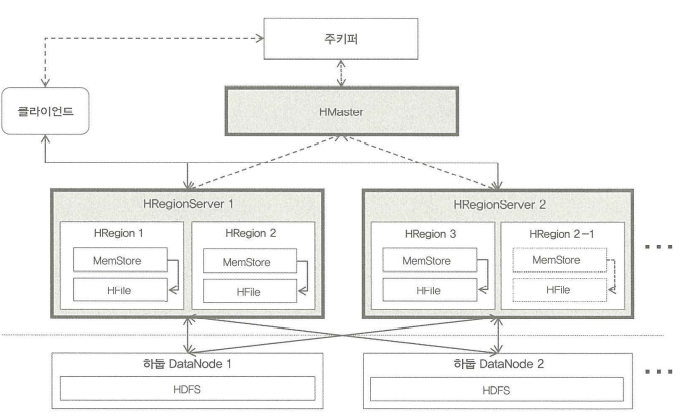 주키퍼
클라이언드
HMaster
HRegionServer 1
HRegionServer 2
HRegion 1
HRegion 2
HRegion 3
HRegion 2-1
MemStore
MemStore
MemStore
MemStore
HFile
HFile
HFile
HFile
하둡 DataNode 1
하둡 DataNode 2
HDFS
HDFS